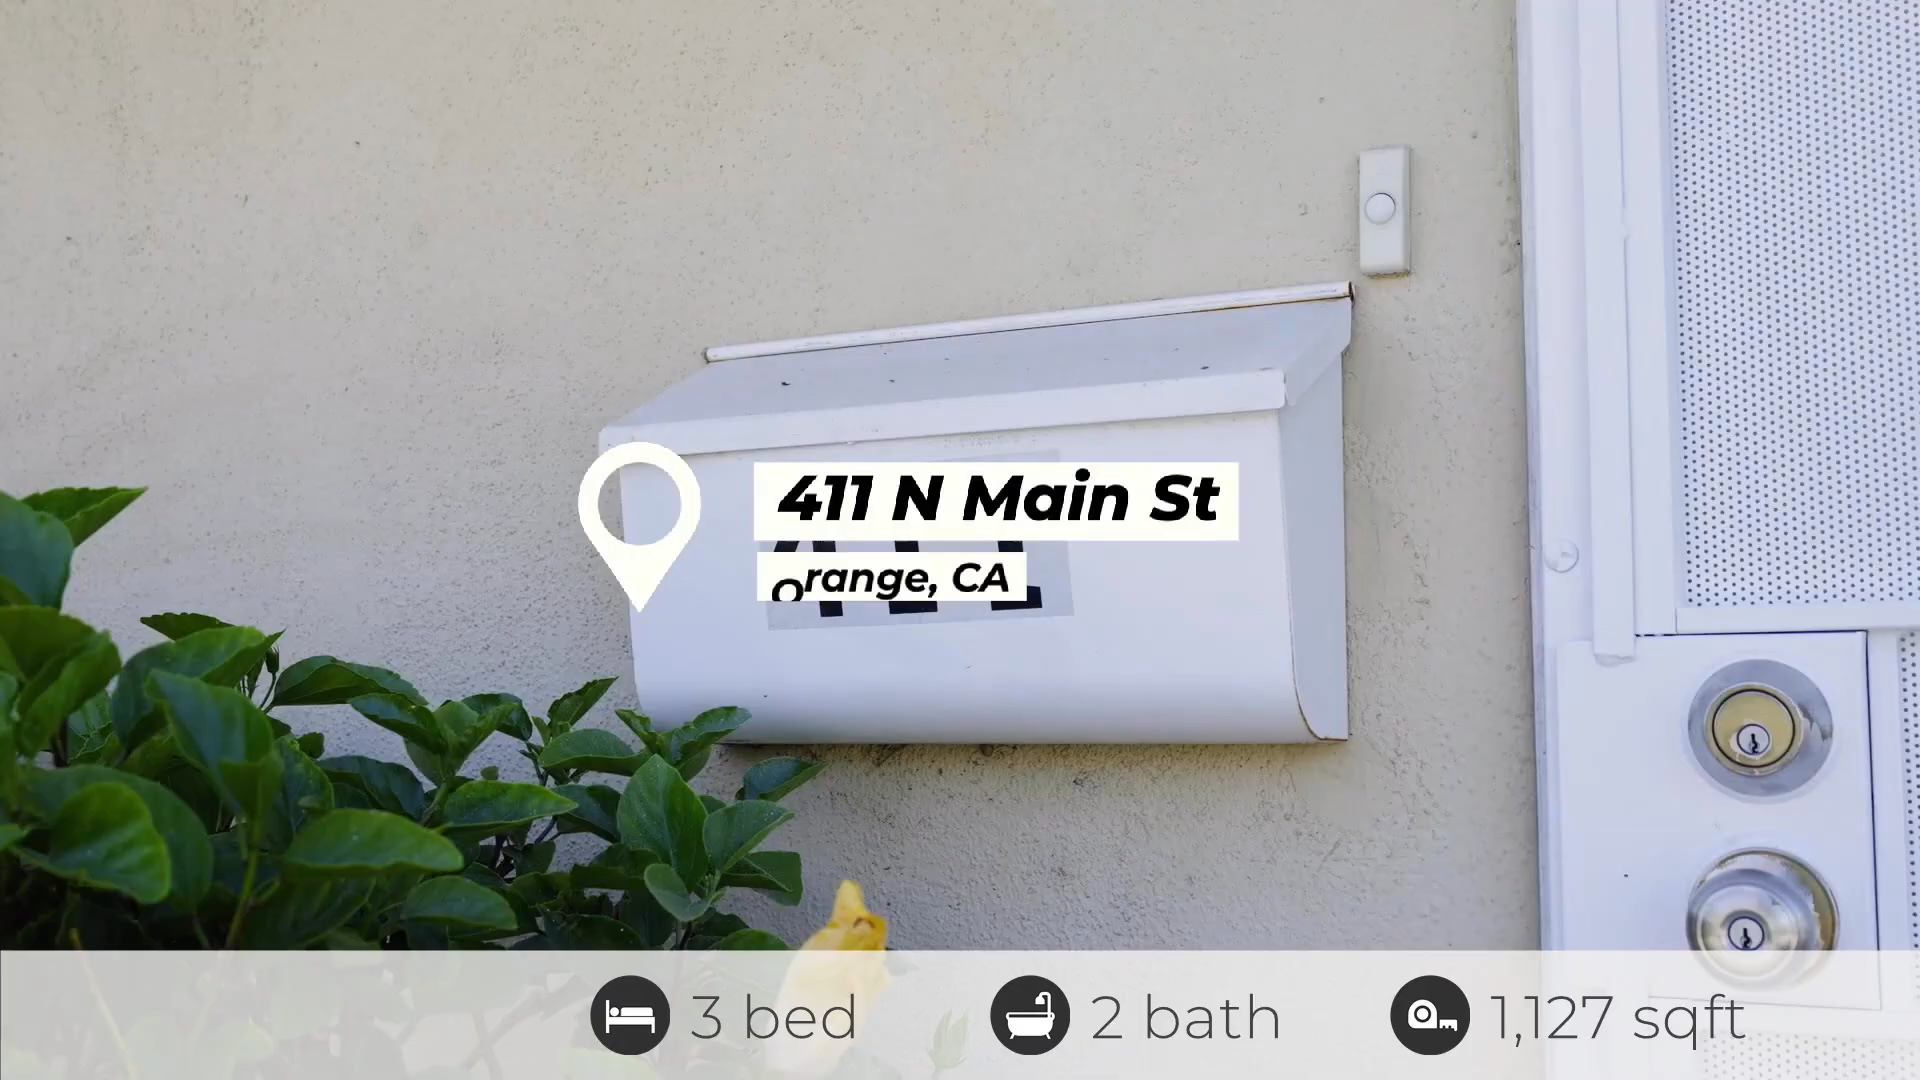 411 N Main St
Orange, CA
3 bed
2 bath
1,127 sqft